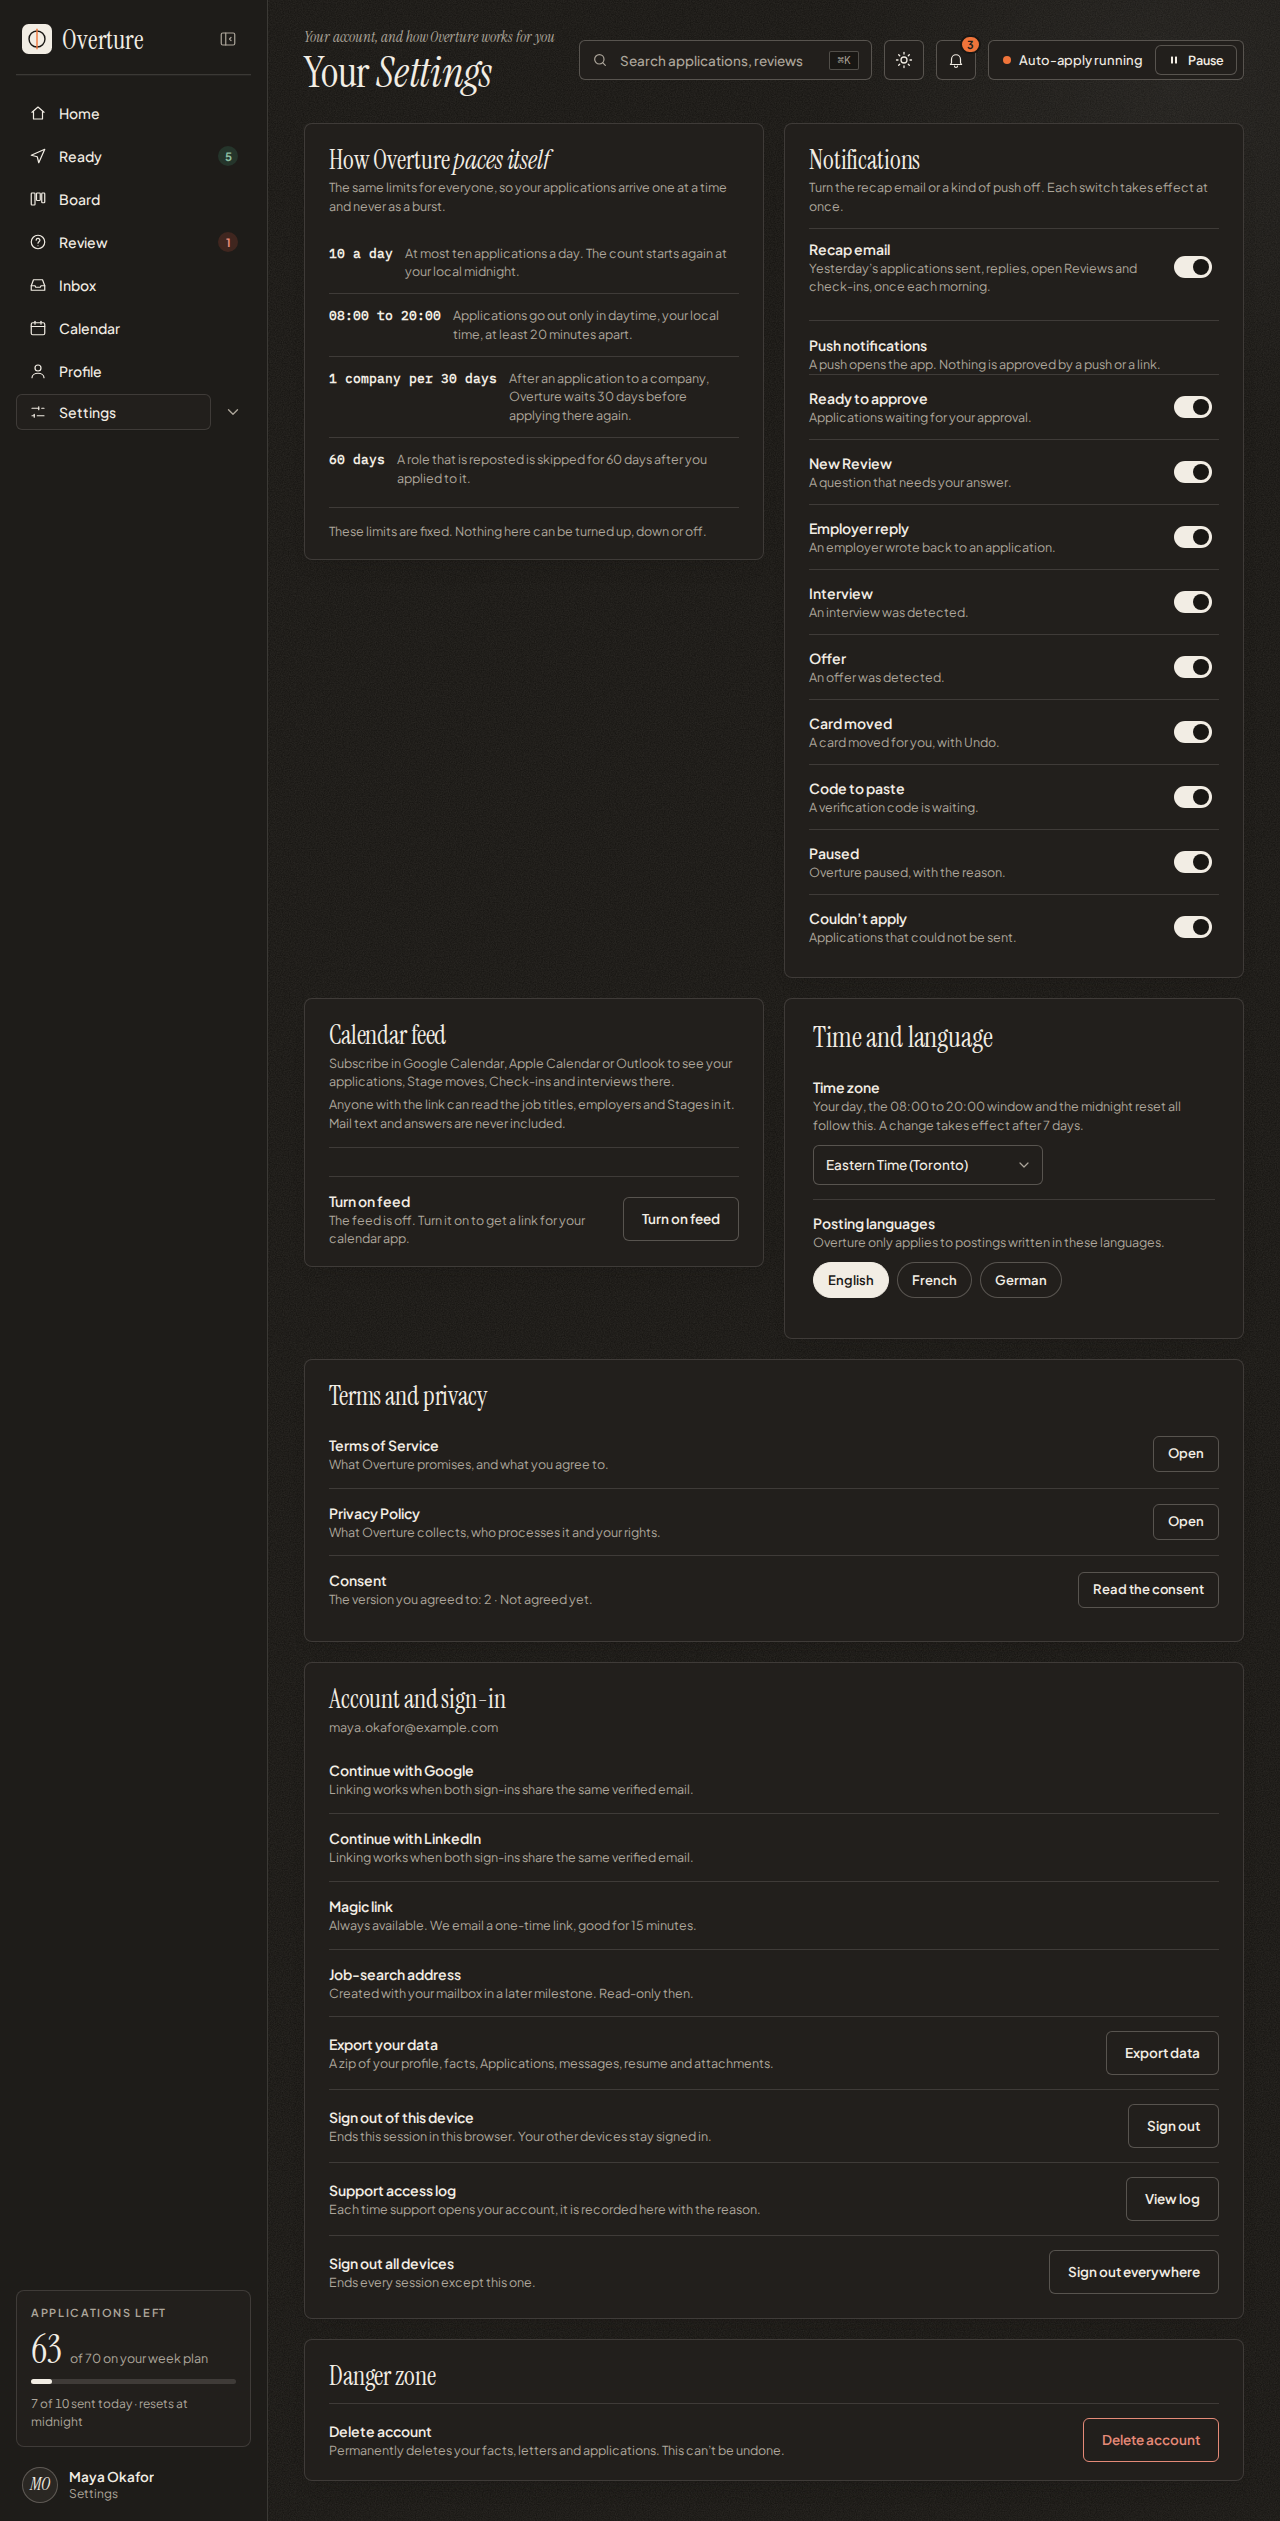 Overture
Home
Ready 5
Board
Review 1
Inbox
Calendar
Profile
Settings
APPLICATIONS LEFT
63 of 70 on your week plan
7 of 10 sent today · resets at
midnight
MO
Maya Okafor
Settings
Your account, and how Overture works for you
Your Settings
Search applications, reviews ⌘K
3
Auto-apply running
Pause
How Overture paces itself
The same limits for everyone, so your applications arrive one at a time
and never as a burst.
10 a day At most ten applications a day. The count starts again at
your local midnight.
08:00 to 20:00 Applications go out only in daytime, your local
time, at least 20 minutes apart.
1 company per 30 days After an application to a company,
Overture waits 30 days before
applying there again.
60 days A role that is reposted is skipped for 60 days after you
applied to it.
These limits are fixed. Nothing here can be turned up, down or off.
Notifications
Turn the recap email or a kind of push off. Each switch takes effect at
once.
Recap email
Yesterday's applications sent, replies, open Reviews and
check-ins, once each morning.
Push notifications
A push opens the app. Nothing is approved by a push or a link.
Ready to approve
Applications waiting for your approval.
New Review
A question that needs your answer.
Employer reply
An employer wrote back to an application.
Interview
An interview was detected.
Offer
An offer was detected.
Card moved
A card moved for you, with Undo.
Code to paste
A verification code is waiting.
Paused
Overture paused, with the reason.
Couldn't apply
Applications that could not be sent.
Calendar feed
Subscribe in Google Calendar, Apple Calendar or Outlook to see your
applications, Stage moves, Check-ins and interviews there.
Anyone with the link can read the job titles, employers and Stages in it.
Mail text and answers are never included.
Turn on feed
The feed is off. Turn it on to get a link for your
calendar app.
Turn on feed
Time and language
Time zone
Your day, the 08:00 to 20:00 window and the midnight reset all
follow this. A change takes effect after 7 days.
Eastern Time (Toronto)
Posting languages
Overture only applies to postings written in these languages.
English French German
Terms and privacy
Terms of Service
What Overture promises, and what you agree to.
Open
Privacy Policy
What Overture collects, who processes it and your rights.
Open
Consent
The version you agreed to: 2 · Not agreed yet.
Read the consent
Account and sign-in
maya.okafor@example.com
Continue with Google
Linking works when both sign-ins share the same verified email.
Continue with LinkedIn
Linking works when both sign-ins share the same verified email.
Magic link
Always available. We email a one-time link, good for 15 minutes.
Job-search address
Created with your mailbox in a later milestone. Read-only then.
Export your data
A zip of your profile, facts, Applications, messages, resume and attachments.
Export data
Sign out of this device
Ends this session in this browser. Your other devices stay signed in.
Sign out
Support access log
Each time support opens your account, it is recorded here with the reason.
View log
Sign out all devices
Ends every session except this one.
Sign out everywhere
Danger zone
Delete account
Permanently deletes your facts, letters and applications. This can't be undone.
Delete account